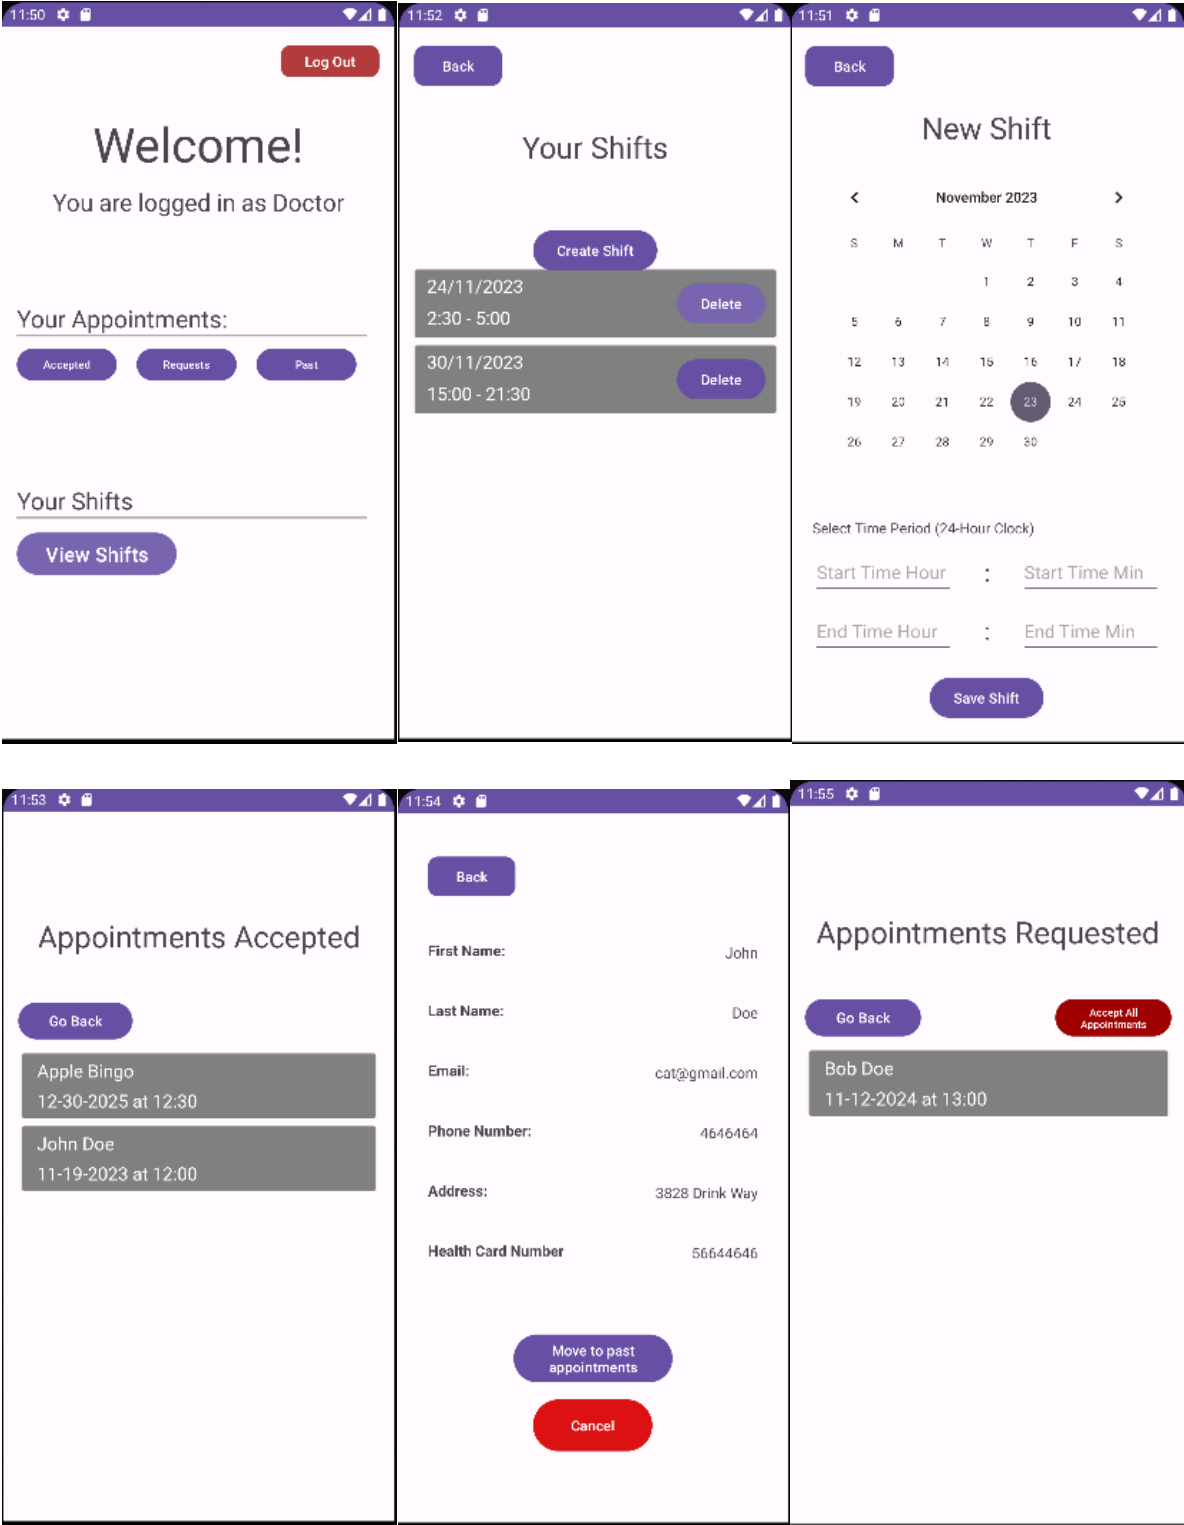 11:50
Log Out
Welcome!
You are logged in as Doctor
Your Appointments:
Accepted Requests Past
Your Shifts
View Shifts
11:52
Back
Your Shifts
Create Shift
24/11/2023
2:30 - 5:00
Delete
30/11/2023
15:00 - 21:30
Delete
11:51
Back
New Shift
November 2023
S M T W T F S
1 2 3 4
5 6 7 8 9 10 11
12 13 14 15 16 17 18
19 20 21 22 23 24 25
26 27 28 29 30
Select Time Period (24-Hour Clock)
Start Time Hour : Start Time Min
End Time Hour : End Time Min
Save Shift
11:53
Appointments Accepted
Go Back
Apple Bingo
12-30-2025 at 12:30
John Doe
11-19-2023 at 12:00
11:54
Back
First Name: John
Last Name: Doe
Email: cat@gmail.com
Phone Number: 4646464
Address: 3828 Drink Way
Health Card Number 56644646
Move to past
appointments
Cancel
11:55
Appointments Requested
Go Back
Accept All
Appointments
Bob Doe
11-12-2024 at 13:00